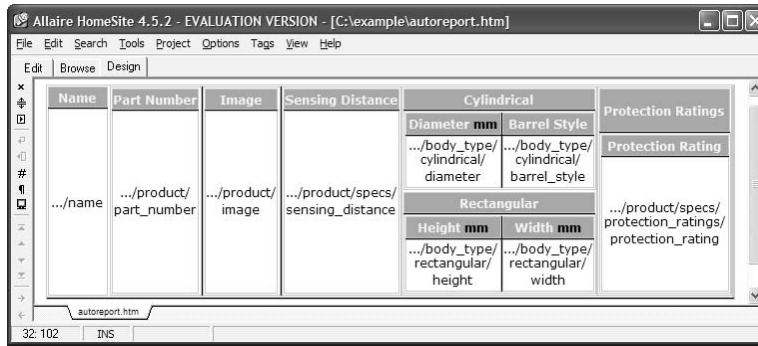 Allaire HomeSite 4.5.2 - EVALUATION VERSION - [C:\example\autoreport.htm]
File Edit Search Tools Project Options Tags View Help
Edit Browse Design
Name Part Number Image Sensing Distance Cylindrical Protection Ratings
Diameter mm Barrel Style
Protection Rating
.../body_type/
cylindrical/
diameter
.../body_type/
cylindrical/
barrel_style
.../name
.../product/
part_number
.../product/
image
.../product/specs/
sensing_distance
Rectangular
Height mm Width mm
.../body_type/
rectangular/
height
.../body_type/
rectangular/
width
.../product/specs/
protection_ratings/
protection_rating
autoreport.htm
32: 102 INS